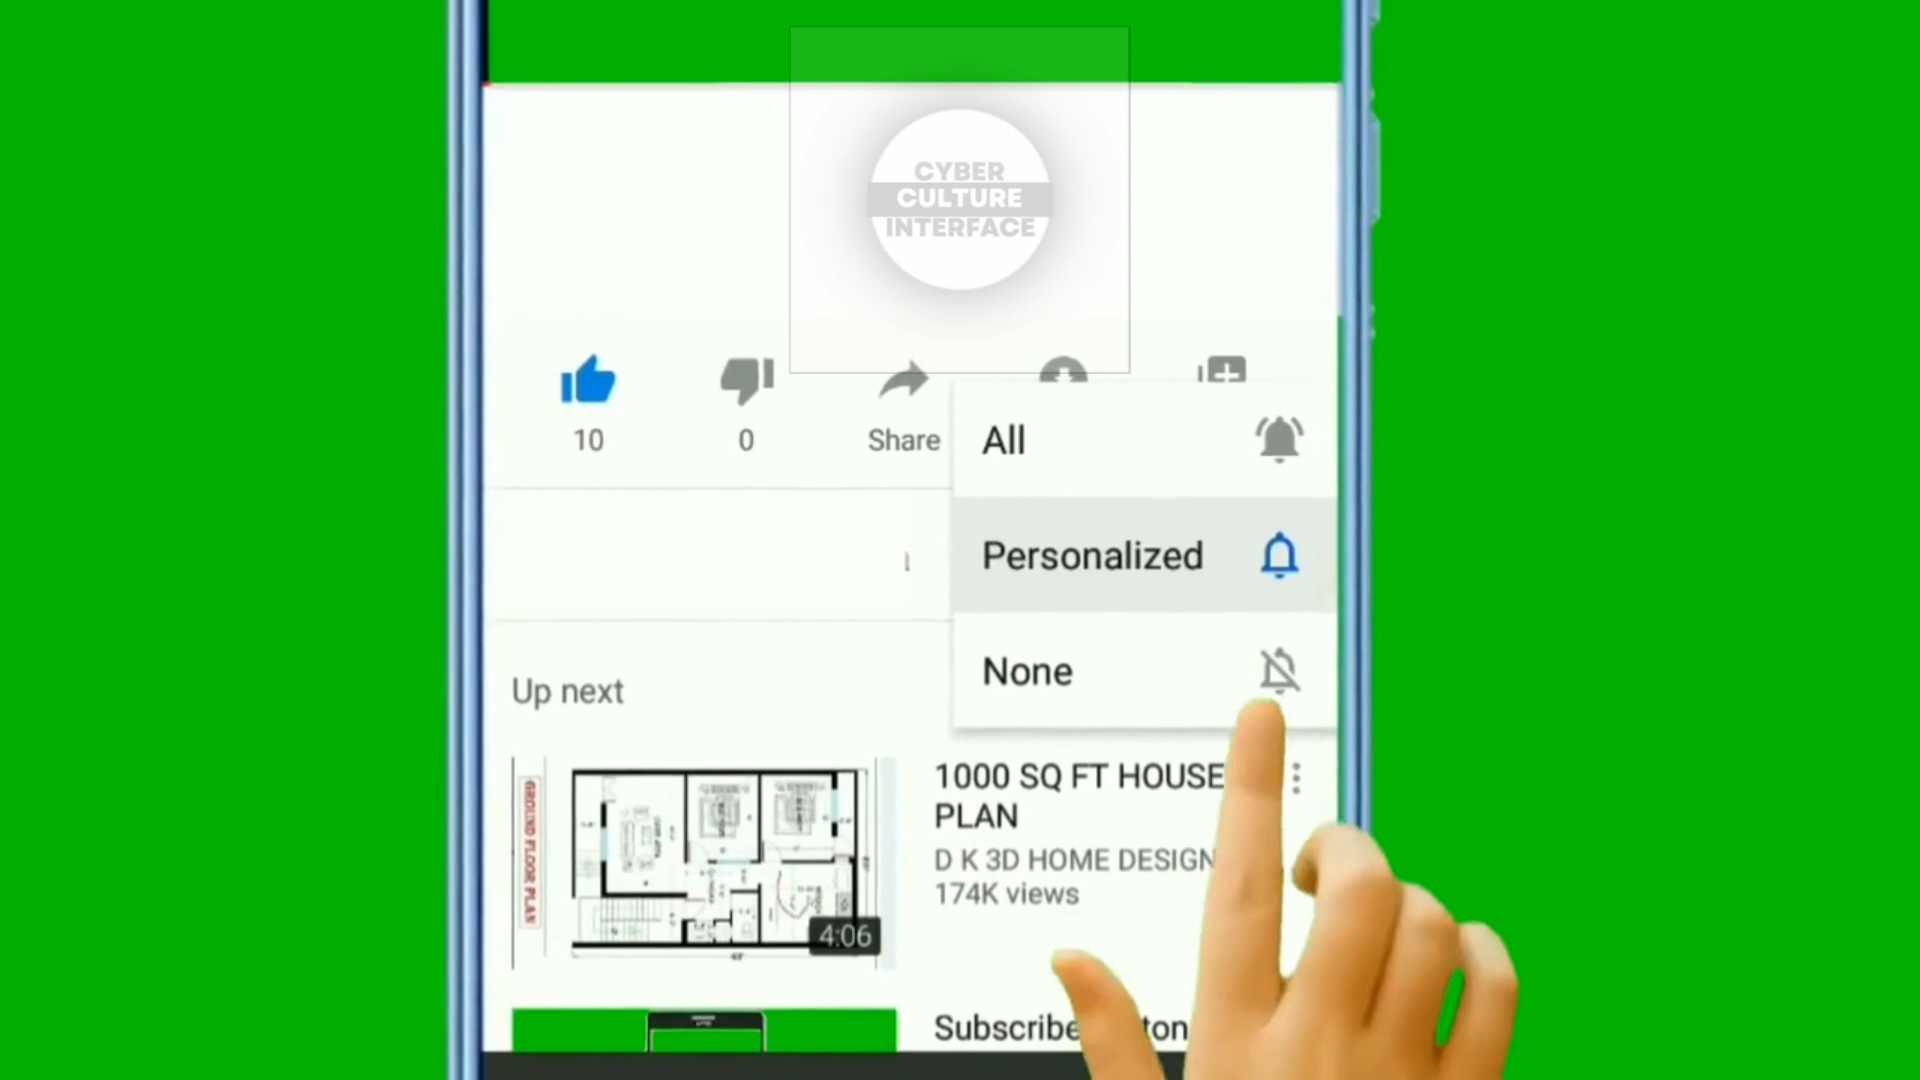 CYBER
CULTURE
INTERFACE
10
0
Share
All
Personalized
None
Up next
GROUND FLOOR PLAN
4:06
1000 SQ FT HOUSE
PLAN
D K 3D HOME DESIGN
174K views
Subscribe